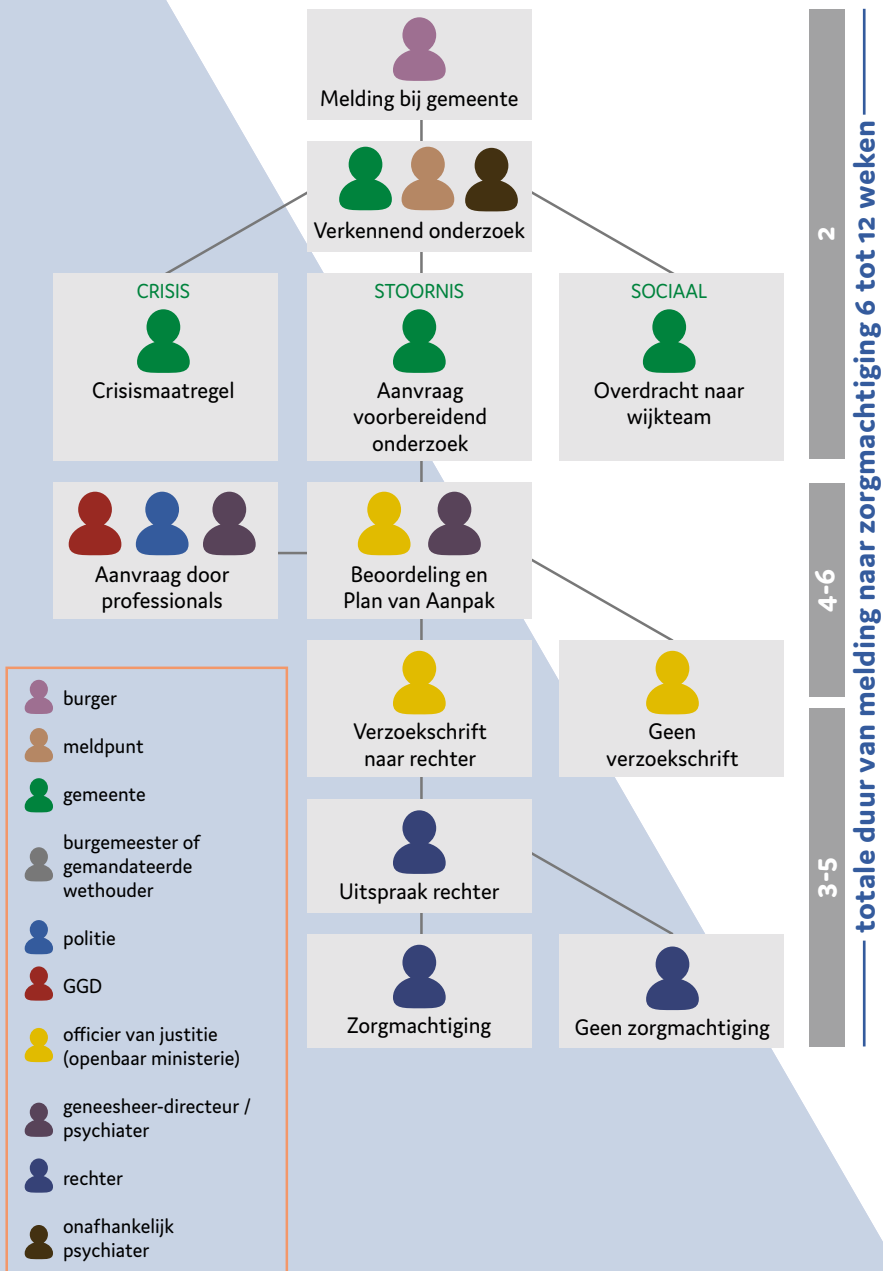 Melding bij gemeente
Verkennend onderzoek
CRISIS
Crisismaatregel
STOORNIS
Aanvraag
voorbereidend
onderzoek
SOCIAAL
Overdracht naar
wijkteam
Aanvraag door
professionals
Beoordeling en
Plan van Aanpak
Verzoekschrift
naar rechter
Geen
verzoekschrift
Uitspraak rechter
Zorgmachtiging
Geen zorgmachtiging
burger
meldpunt
gemeente
burgemeester of
gemandateerde
wethouder
politie
GGD
officier van justitie
(openbaar ministerie)
geneesheer-directeur /
psychiater
rechter
onafhankelijk
psychiater
2
4-6
3-5
totale duur van melding naar zorgmachtiging 6 tot 12 weken